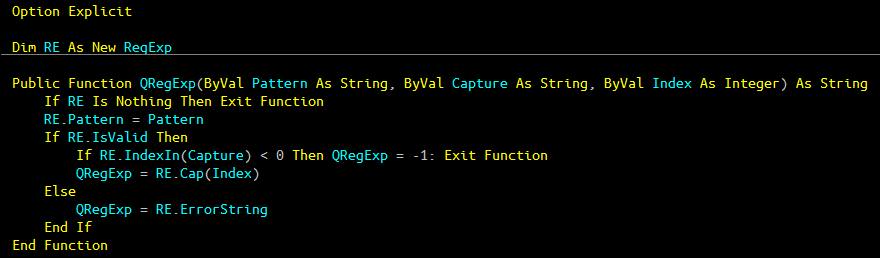 Option Explicit
Dim RE As New RegExp
Public Function QRegExp(ByVal Pattern As String, ByVal Capture As String, ByVal Index As Integer) As String
If RE Is Nothing Then Exit Function
RE.Pattern = Pattern
If RE.IsValid Then
If RE.IndexIn(Capture) < 0 Then QRegExp = -1: Exit Function
QRegExp = RE.Cap(Index)
Else
QRegExp = RE.ErrorString
End If
End Function